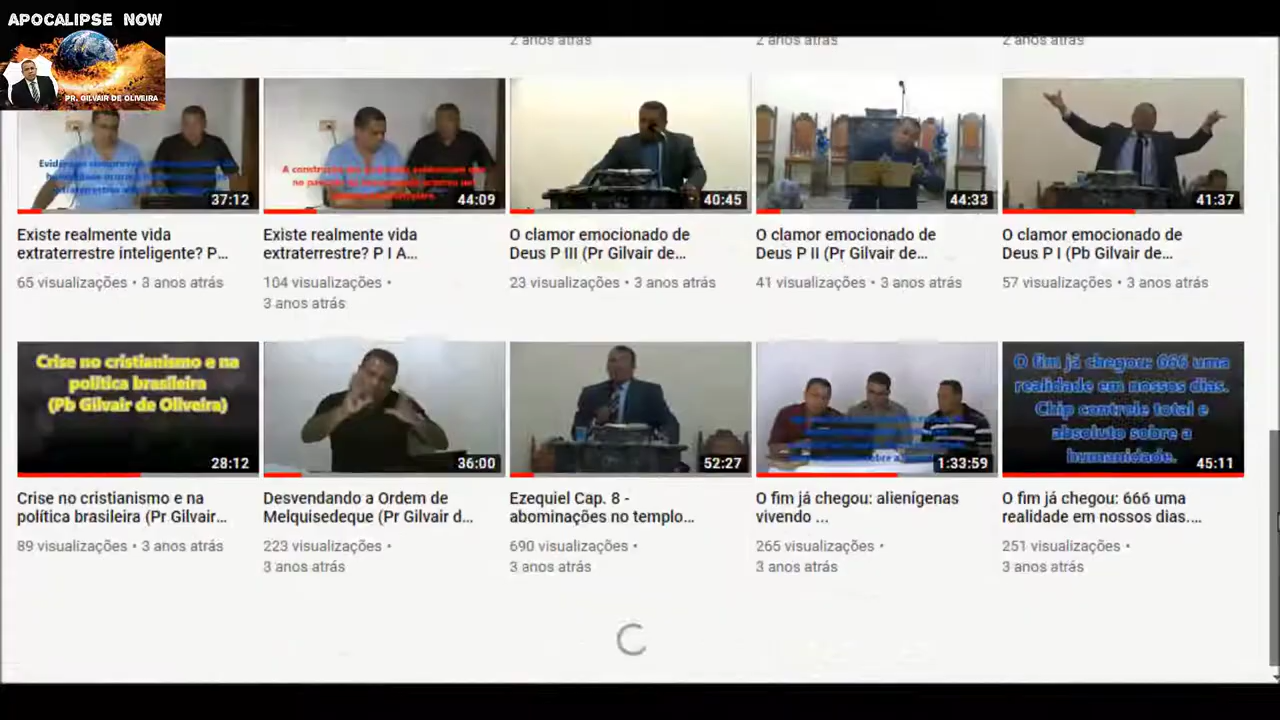 APOCALIPSE NOW
PR. GILVAIR DE OLIVEIRA
2 anos atrás
2 anos atrás
2 anos atrás
37:12
44:09
40:45
44:33
41:37
Existe realmente vida
extraterrestre inteligente? P...
65 visualizações • 3 anos atrás
Existe realmente vida
extraterrestre? P I A...
104 visualizações •
3 anos atrás
O clamor emocionado de
Deus P III (Pr Gilvair de...
23 visualizações • 3 anos atrás
O clamor emocionado de
Deus P II (Pr Gilvair de...
41 visualizações • 3 anos atrás
O clamor emocionado de
Deus P I (Pb Gilvair de...
57 visualizações • 3 anos atrás
Crise no cristianismo e na
política brasileira
(Pb Gilvair de Oliveira)
28:12
36:00
52:27
1:33:59
O fim já chegou: 666 uma
realidade em nossos dias.
Chip controle total e
absoluto sobre a
humanidade.
45:11
Crise no cristianismo e na
política brasileira (Pr Gilvair...
89 visualizações • 3 anos atrás
Desvendando a Ordem de
Melquisedeque (Pr Gilvair d...
223 visualizações •
3 anos atrás
Ezequiel Cap. 8 -
abominações no templo...
690 visualizações •
3 anos atrás
O fim já chegou: alienígenas
vivendo ...
265 visualizações •
3 anos atrás
O fim já chegou: 666 uma
realidade em nossos dias....
251 visualizações •
3 anos atrás